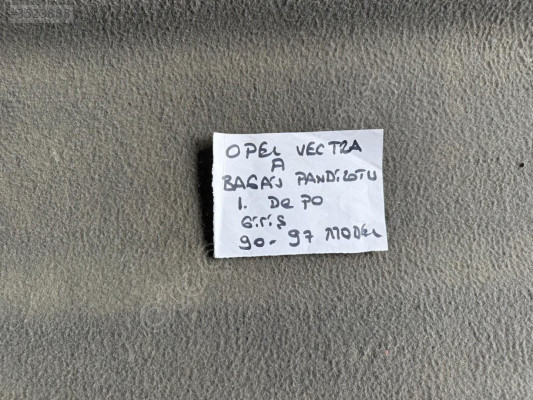 OPEL VECTRA
A
BAGAJ PANDİZOTU
1. DEPO
GİRİŞ
90-97 MODEL